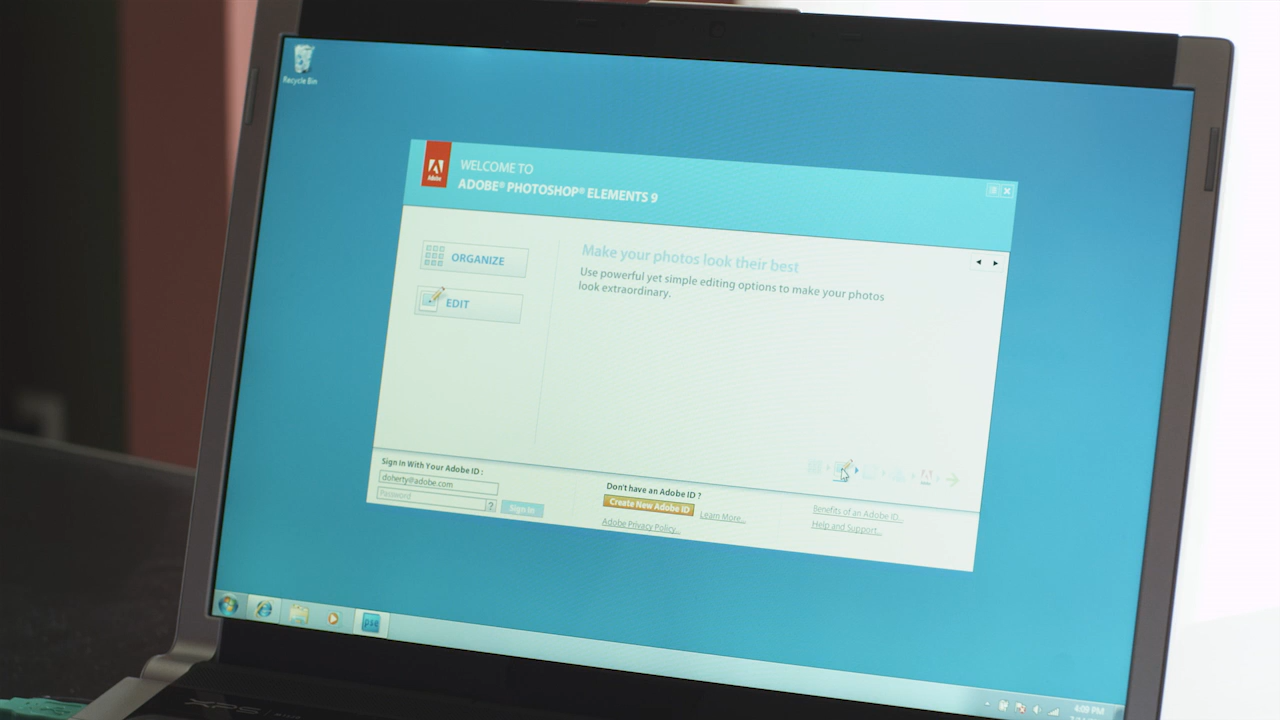 Recycle Bin
Adobe
WELCOME TO
ADOBE® PHOTOSHOP® ELEMENTS 9
ORGANIZE
EDIT
Make your photos look their best
Use powerful yet simple editing options to make your photos
look extraordinary.
Sign In With Your Adobe ID :
doherty@adobe.com
Password
?
Sign In
Don't have an Adobe ID ?
Create New Adobe ID
Learn More...
Adobe Privacy Policy...
Benefits of an Adobe ID...
Help and Support...
Adobe
pse
4:08 PM
XPS